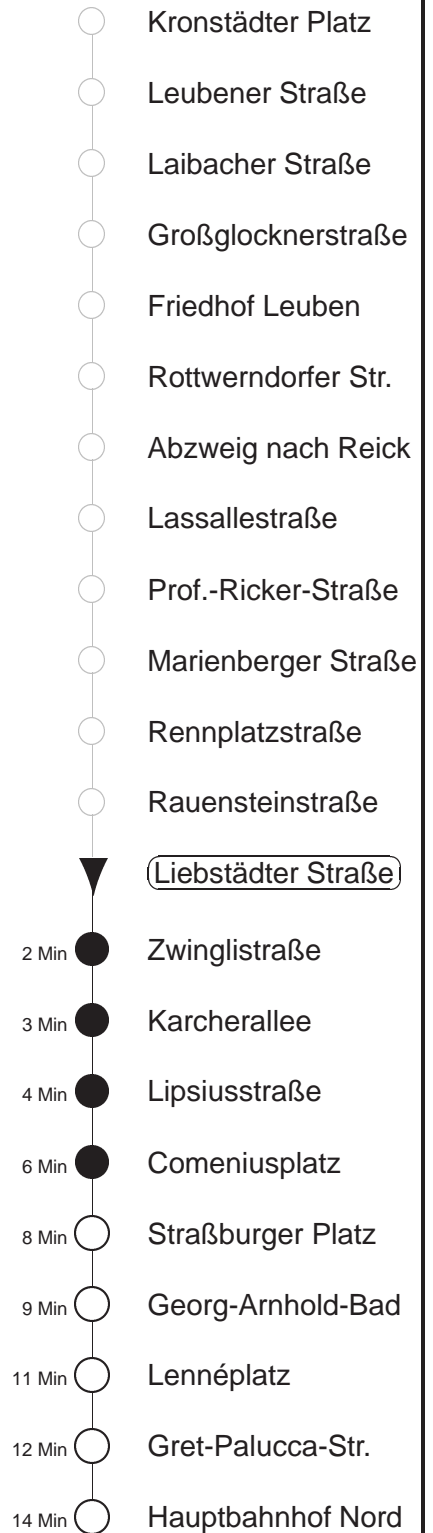 Kronstädter Platz
Leubener Straße
Laibacher Straße
Großglocknerstraße
Friedhof Leuben
Rottwerndorfer Str.
Abzweig nach Reick
Lassallestraße
Prof.-Ricker-Straße
Marienberger Straße
Rennplatzstraße
Rauensteinstraße
Liebstädter Straße
2 Min Zwinglistraße
3 Min Karcherallee
4 Min Lipsiusstraße
6 Min Comeniusplatz
8 Min Straßburger Platz
9 Min Georg-Arnhold-Bad
11 Min Lennéplatz
12 Min Gret-Palucca-Str.
14 Min Hauptbahnhof Nord